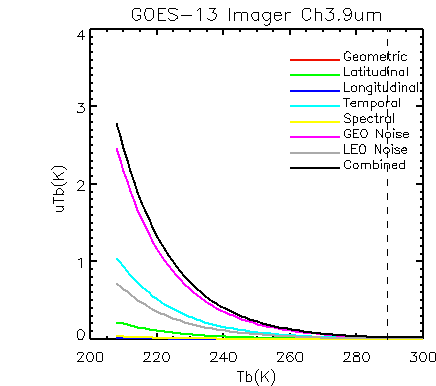 GOES-13 Imager Ch3.9um
4
3
2
1
0
uTb(K)
Geometric
Latitudinal
Longitudinal
Temporal
Spectral
GEO Noise
LEO Noise
Combined
200 220 240 260 280 300
Tb(K)